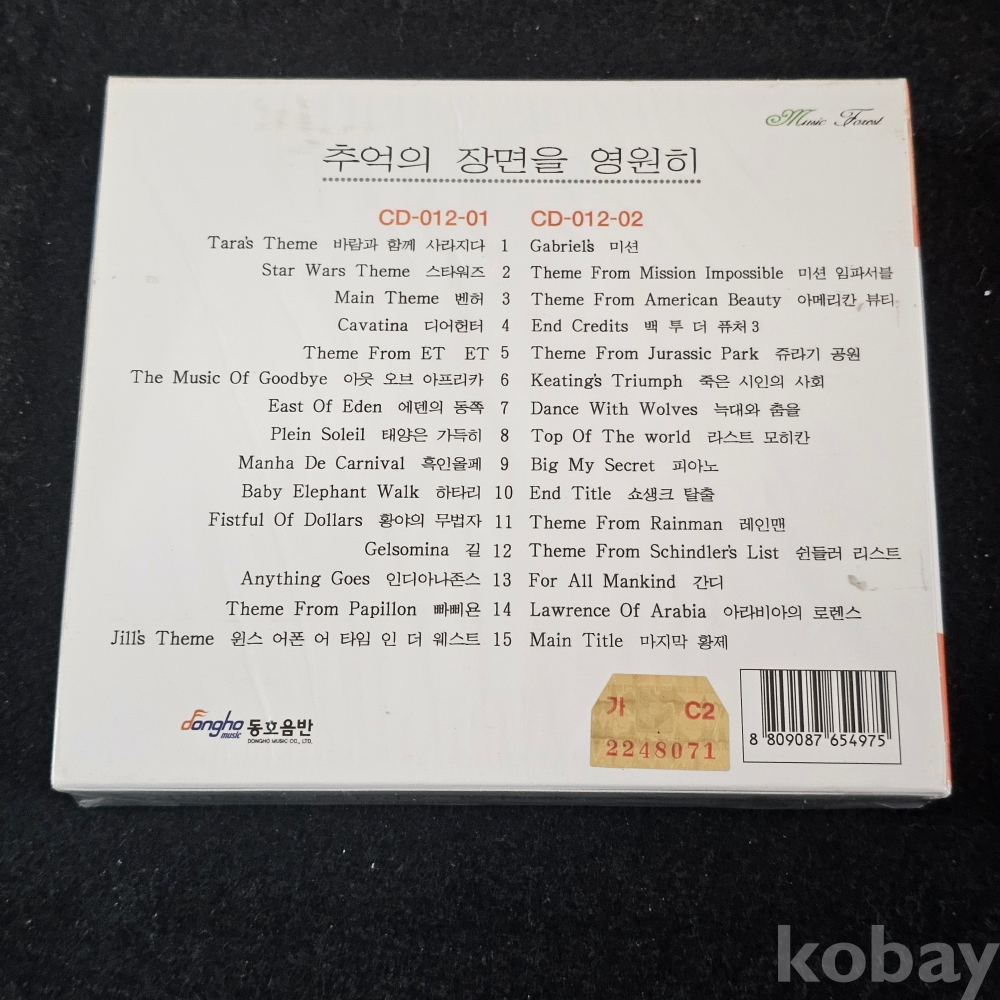 Music Forest
추억의 장면을 영원히
CD-012-01 CD-012-02
Tara's Theme 바람과 함께 사라지다 1 Gabriel's 미션
Star Wars Theme 스타워즈 2 Theme From Mission Impossible 미션 임파서블
Main Theme 벤허 3 Theme From American Beauty 아메리칸 뷰티
Cavatina 디어헌터 4 End Credits 백 투 더 퓨처3
Theme From ET ET 5 Theme From Jurassic Park 쥬라기 공원
The Music Of Goodbye 아웃 오브 아프리카 6 Keating's Triumph 죽은 시인의 사회
East Of Eden 에덴의 동쪽 7 Dance With Wolves 늑대와 춤을
Plein Soleil 태양은 가득히 8 Top Of The world 라스트 모히칸
Manha De Carnival 흑인올페 9 Big My Secret 피아노
Baby Elephant Walk 하타리 10 End Title 쇼생크 탈출
Fistful Of Dollars 황야의 무법자 11 Theme From Rainman 레인맨
Gelsomina 길 12 Theme From Schindler's List 쉰들러 리스트
Anything Goes 인디아나존스 13 For All Mankind 간디
Theme From Papillon 빠삐욘 14 Lawrence Of Arabia 아라비아의 로렌스
Jill's Theme 원스 어폰 어 타임 인 더 웨스트 15 Main Title 마지막 황제
dongho music 동호음반
DONGHO MUSIC CO., LTD.
가 C2
2248071
8 809087 654975
kobay